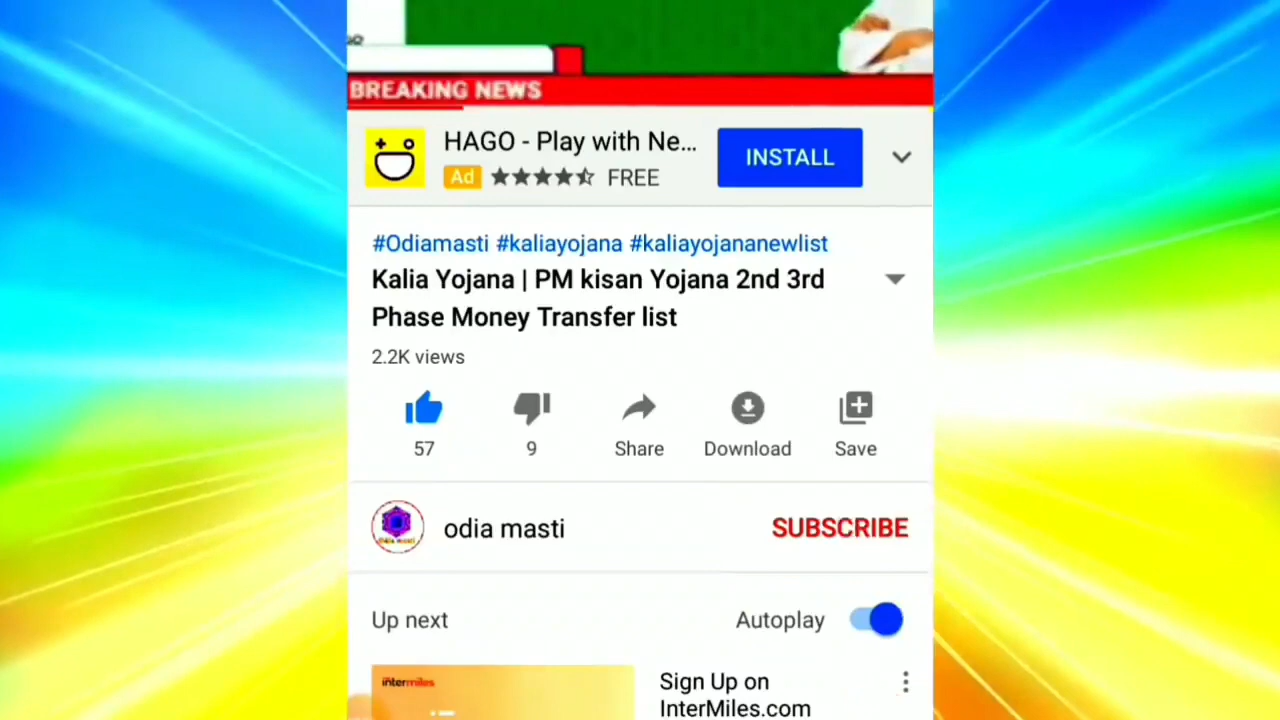 BREAKING NEWS
HAGO - Play with Ne...
INSTALL
Ad
FREE
#Odiamasti #kaliayojana #kaliayojananewlist
Kalia Yojana | PM kisan Yojana 2nd 3rd
Phase Money Transfer list
2.2K views
57
9
Share
Download
Save
odia masti
SUBSCRIBE
Up next
Autoplay
intermiles
Sign Up on
InterMiles.com